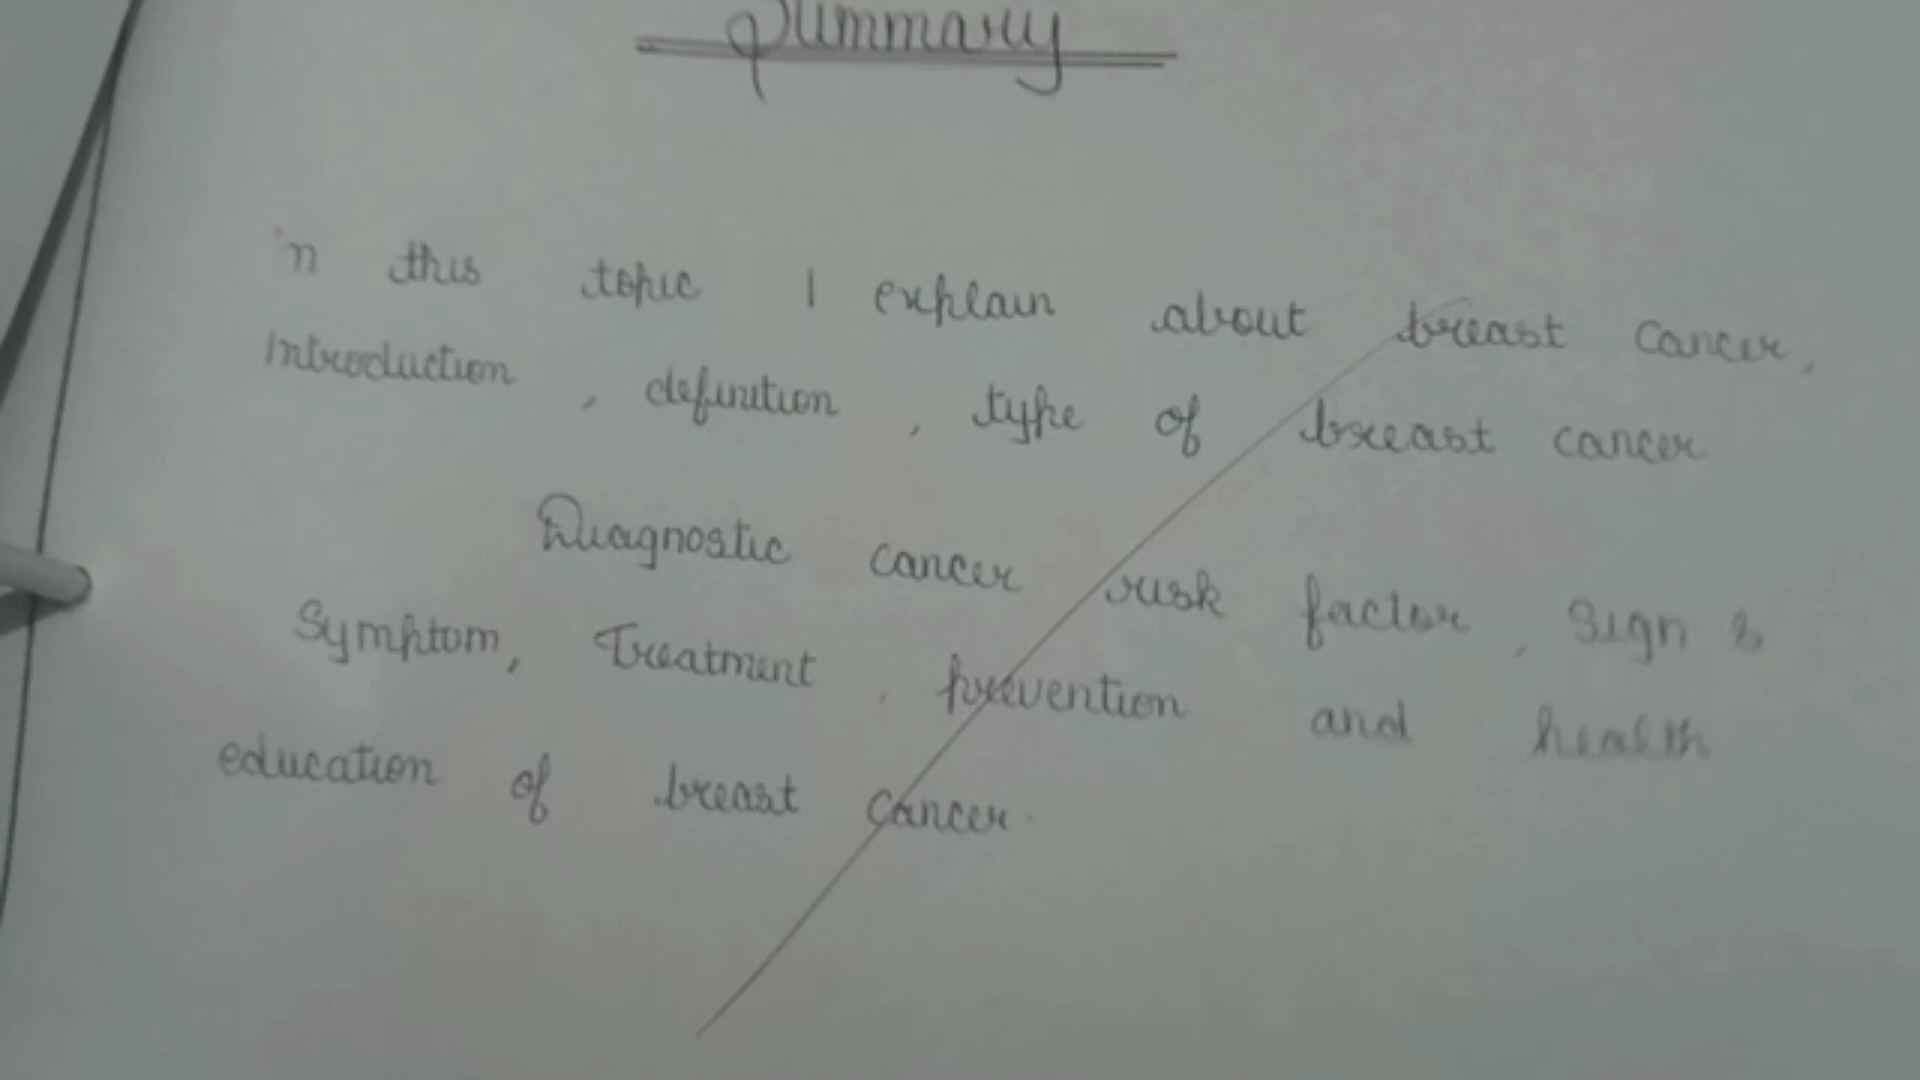 Summary
In this topic I explain about breast cancer,
Introduction, definition, type of breast cancer
Diagnostic cancer risk factor, Sign &
Symptom, Treatment, prevention and health
education of breast cancer.